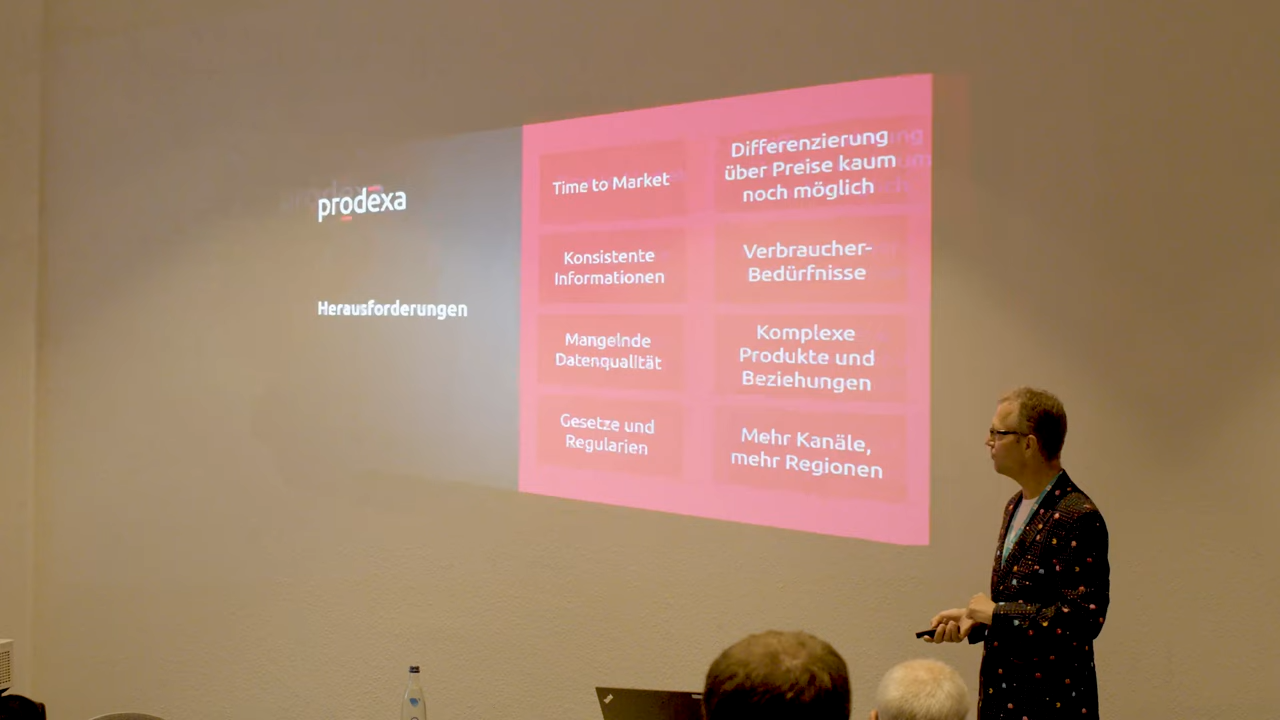 prodexa
Herausforderungen
Time to Market
Differenzierung
über Preise kaum
noch möglich
Konsistente
Informationen
Verbraucher-
Bedürfnisse
Mangelnde
Datenqualität
Komplexe
Produkte und
Beziehungen
Gesetze und
Regularien
Mehr Kanäle,
mehr Regionen